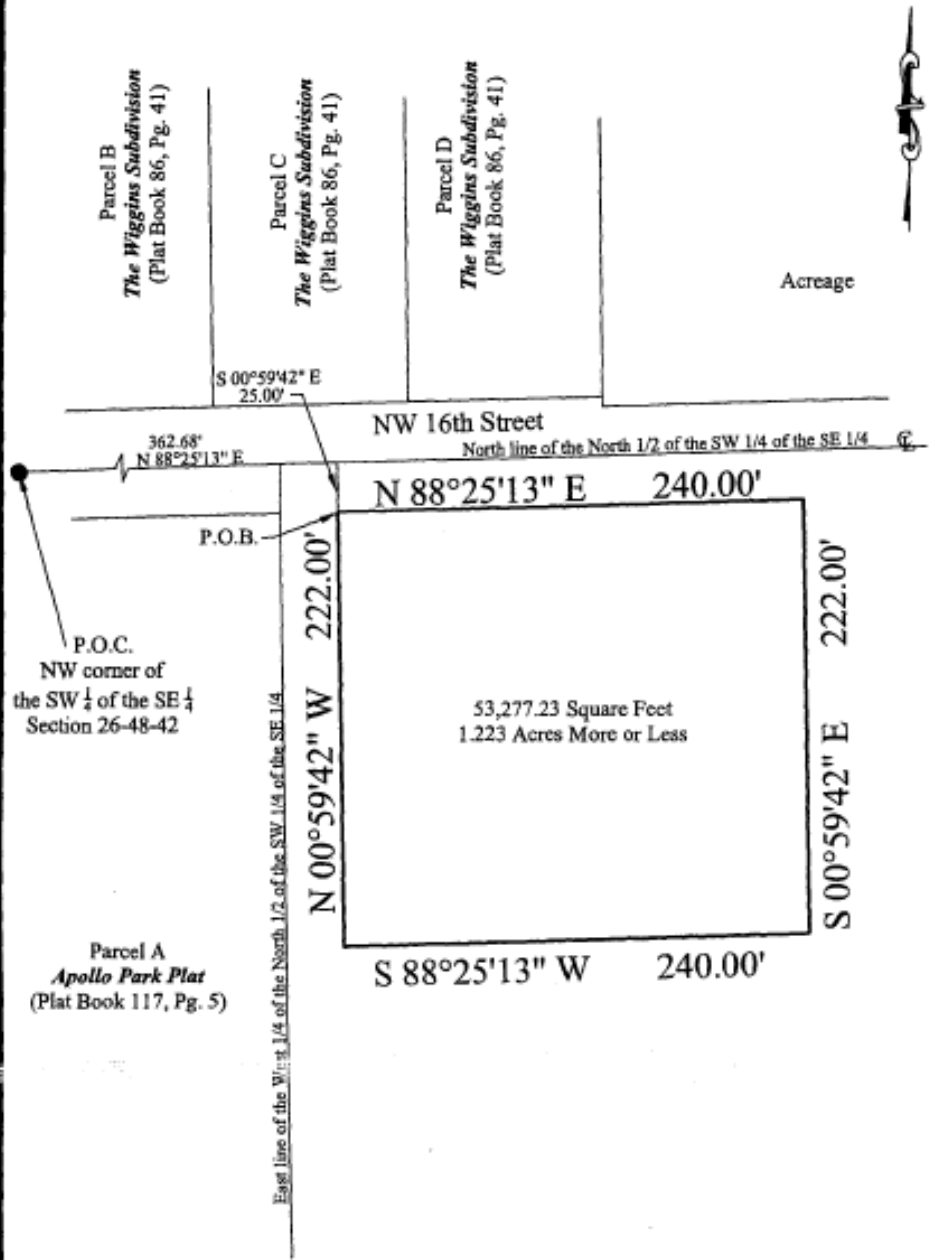 Parcel B
The Wiggins Subdivision
(Plat Book 86, Pg. 41)
Parcel C
The Wiggins Subdivision
(Plat Book 86, Pg. 41)
Parcel D
The Wiggins Subdivision
(Plat Book 86, Pg. 41)
Acreage
S 00°59'42" E
25.00'
NW 16th Street
North line of the North 1/2 of the SW 1/4 of the SE 1/4
℄
362.68'
N 88°25'13" E
N 88°25'13" E 240.00'
P.O.B.
P.O.C.
NW corner of
the SW 1/4 of the SE 1/4
Section 26-48-42
N 00°59'42" W 222.00'
53,277.23 Square Feet
1.223 Acres More or Less
S 00°59'42" E 222.00'
S 88°25'13" W 240.00'
East line of the West 1/4 of the North 1/2 of the SW 1/4 of the SE 1/4
Parcel A
Apollo Park Plat
(Plat Book 117, Pg. 5)